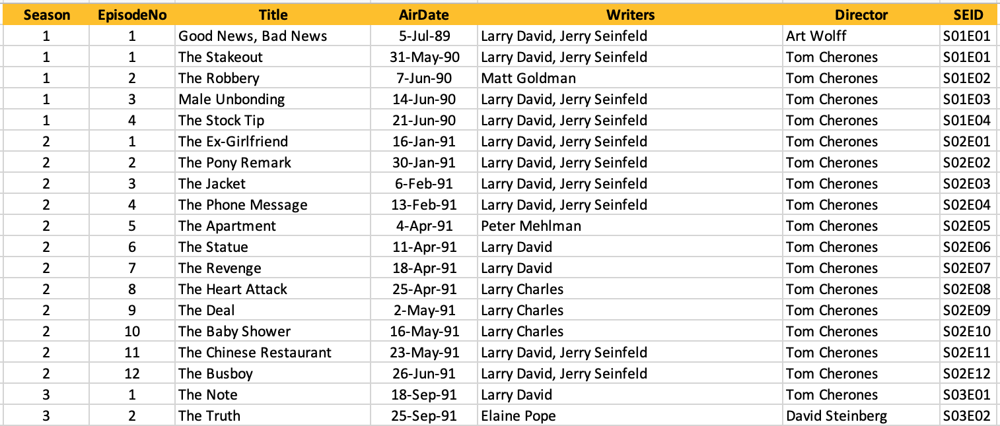 Season EpisodeNo Title AirDate Writers Director SEID
1 1 Good News, Bad News 5-Jul-89 Larry David, Jerry Seinfeld Art Wolff S01E01
1 1 The Stakeout 31-May-90 Larry David, Jerry Seinfeld Tom Cherones S01E01
1 2 The Robbery 7-Jun-90 Matt Goldman Tom Cherones S01E02
1 3 Male Unbonding 14-Jun-90 Larry David, Jerry Seinfeld Tom Cherones S01E03
1 4 The Stock Tip 21-Jun-90 Larry David, Jerry Seinfeld Tom Cherones S01E04
2 1 The Ex-Girlfriend 16-Jan-91 Larry David, Jerry Seinfeld Tom Cherones S02E01
2 2 The Pony Remark 30-Jan-91 Larry David, Jerry Seinfeld Tom Cherones S02E02
2 3 The Jacket 6-Feb-91 Larry David, Jerry Seinfeld Tom Cherones S02E03
2 4 The Phone Message 13-Feb-91 Larry David, Jerry Seinfeld Tom Cherones S02E04
2 5 The Apartment 4-Apr-91 Peter Mehlman Tom Cherones S02E05
2 6 The Statue 11-Apr-91 Larry David Tom Cherones S02E06
2 7 The Revenge 18-Apr-91 Larry David Tom Cherones S02E07
2 8 The Heart Attack 25-Apr-91 Larry Charles Tom Cherones S02E08
2 9 The Deal 2-May-91 Larry Charles Tom Cherones S02E09
2 10 The Baby Shower 16-May-91 Larry Charles Tom Cherones S02E10
2 11 The Chinese Restaurant 23-May-91 Larry David, Jerry Seinfeld Tom Cherones S02E11
2 12 The Busboy 26-Jun-91 Larry David, Jerry Seinfeld Tom Cherones S02E12
3 1 The Note 18-Sep-91 Larry David Tom Cherones S03E01
3 2 The Truth 25-Sep-91 Elaine Pope David Steinberg S03E02